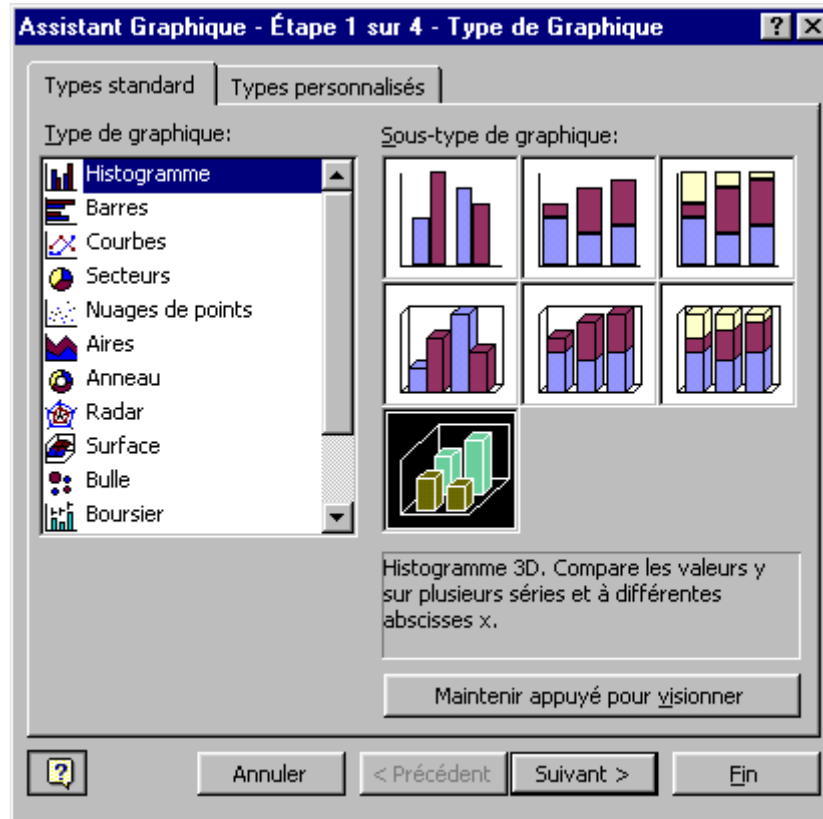 Assistant Graphique - Étape 1 sur 4 - Type de Graphique
Types standard
Types personnalisés
Type de graphique:
Histogramme
Barres
Courbes
Secteurs
Nuages de points
Aires
Anneau
Radar
Surface
Bulle
Boursier
Sous-type de graphique:
Histogramme 3D. Compare les valeurs y
sur plusieurs séries et à différentes
abscisses x.
Maintenir appuyé pour visionner
Annuler
< Précédent
Suivant >
Fin